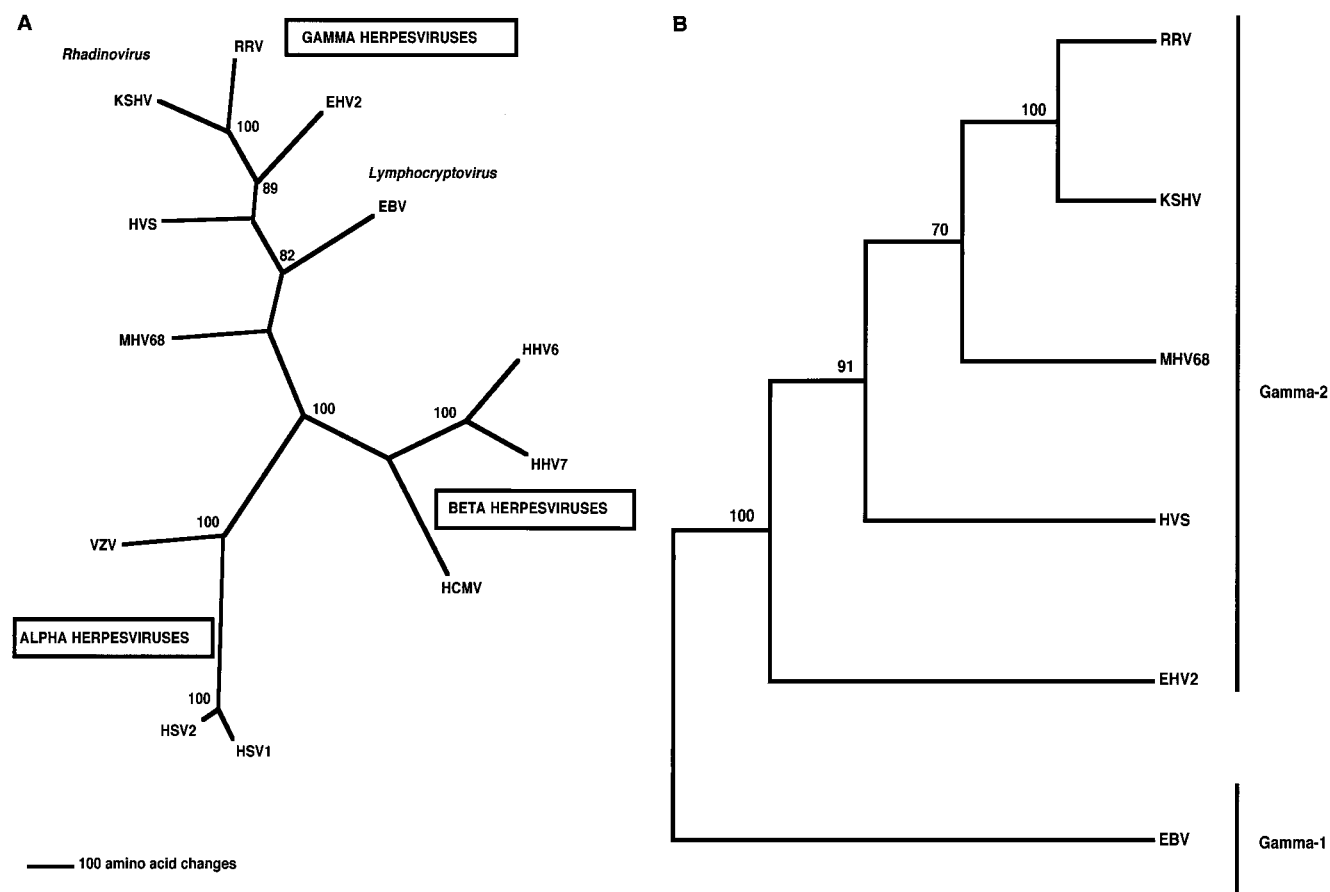 A
GAMMA HERPESVIRUSES
Rhadinovirus
RRV
KSHV
EHV2
100
Lymphocryptovirus
89
EBV
HVS
82
MHV68
HHV6
100
100
HHV7
BETA HERPESVIRUSES
100
VZV
HCMV
ALPHA HERPESVIRUSES
100
HSV2
HSV1
100 amino acid changes
B
RRV
100
KSHV
70
MHV68
91
Gamma-2
100
HVS
EHV2
EBV
Gamma-1